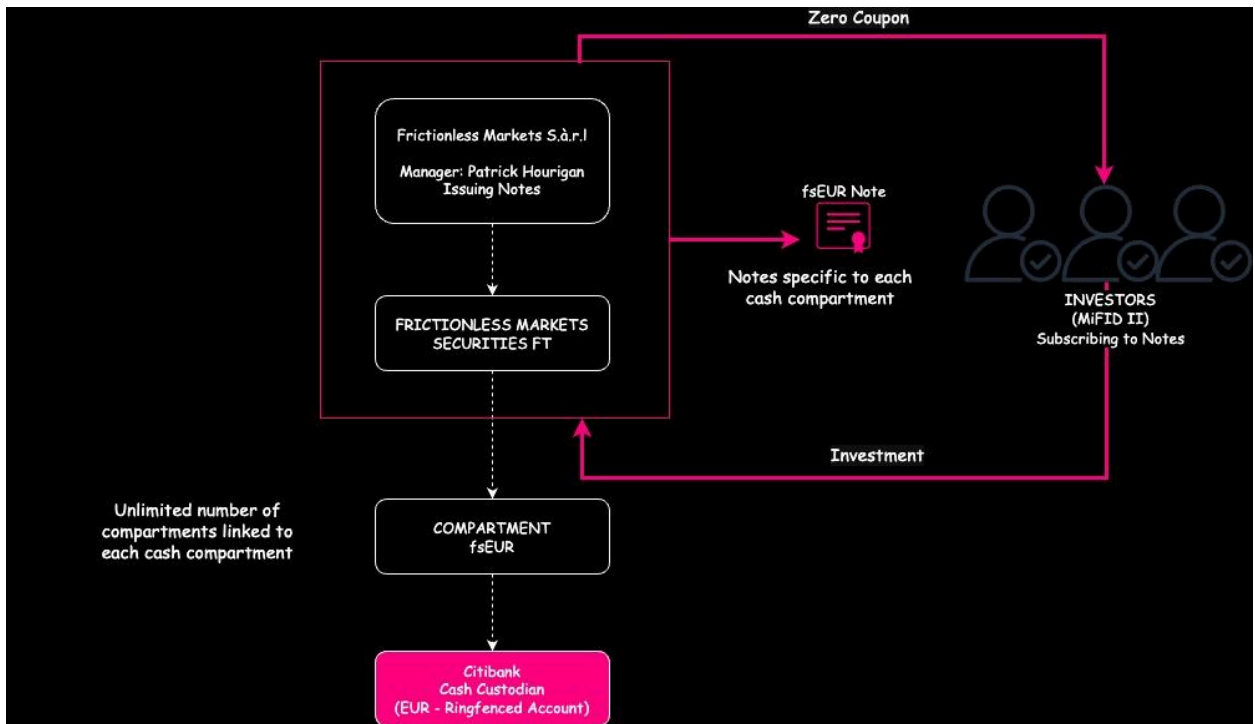 Zero Coupon
Frictionless Markets S.à.r.l
Manager: Patrick Hourigan
Issuing Notes
fsEUR Note
Notes specific to each
cash compartment
INVESTORS
(MiFID II)
Subscribing to Notes
FRICTIONLESS MARKETS
SECURITIES FT
Investment
Unlimited number of
compartments linked to
each cash compartment
COMPARTMENT
fsEUR
Citibank
Cash Custodian
(EUR - Ringfenced Account)